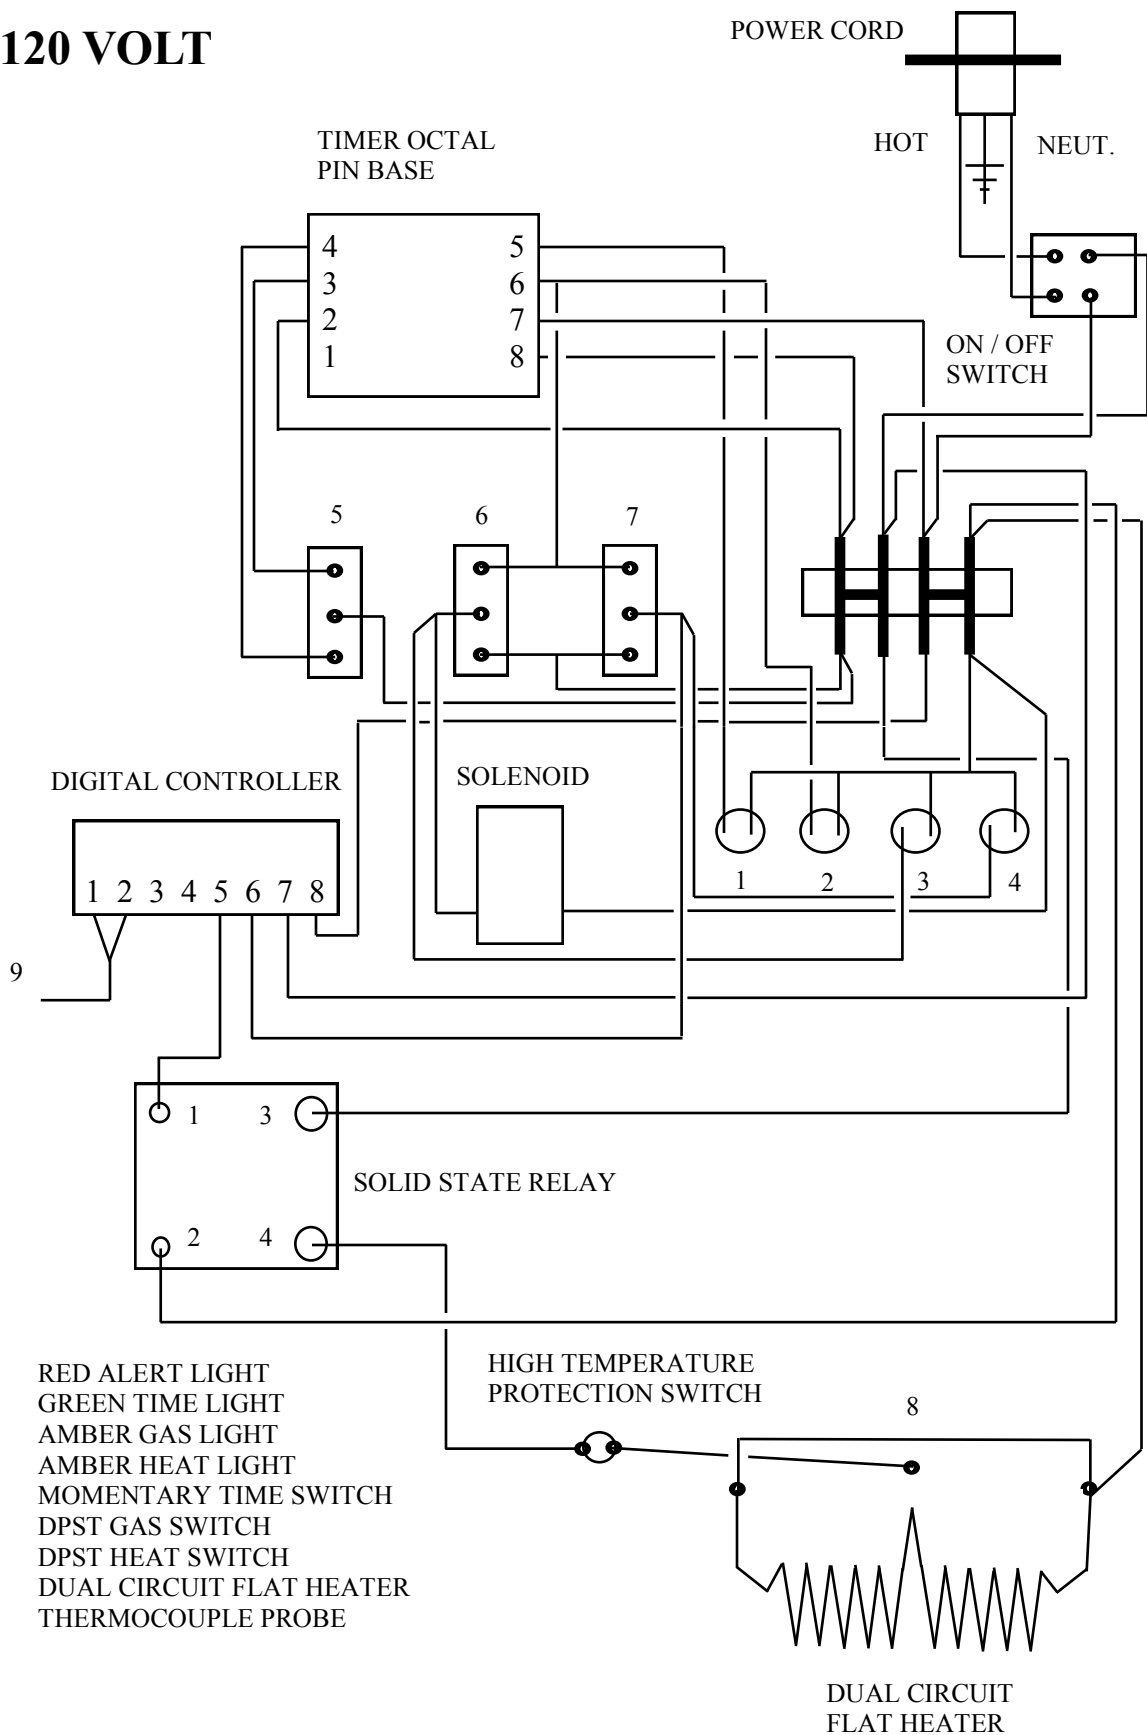 120 VOLT
POWER CORD
HOT
NEUT.
TIMER OCTAL
PIN BASE
4 5
3 6
2 7
1 8
ON / OFF
SWITCH
5 6 7
DIGITAL CONTROLLER
SOLENOID
1 2 3 4 5 6 7 8
1 2 3 4
9
1 3
SOLID STATE RELAY
2 4
HIGH TEMPERATURE
PROTECTION SWITCH
8
RED ALERT LIGHT
GREEN TIME LIGHT
AMBER GAS LIGHT
AMBER HEAT LIGHT
MOMENTARY TIME SWITCH
DPST GAS SWITCH
DPST HEAT SWITCH
DUAL CIRCUIT FLAT HEATER
THERMOCOUPLE PROBE
DUAL CIRCUIT
FLAT HEATER